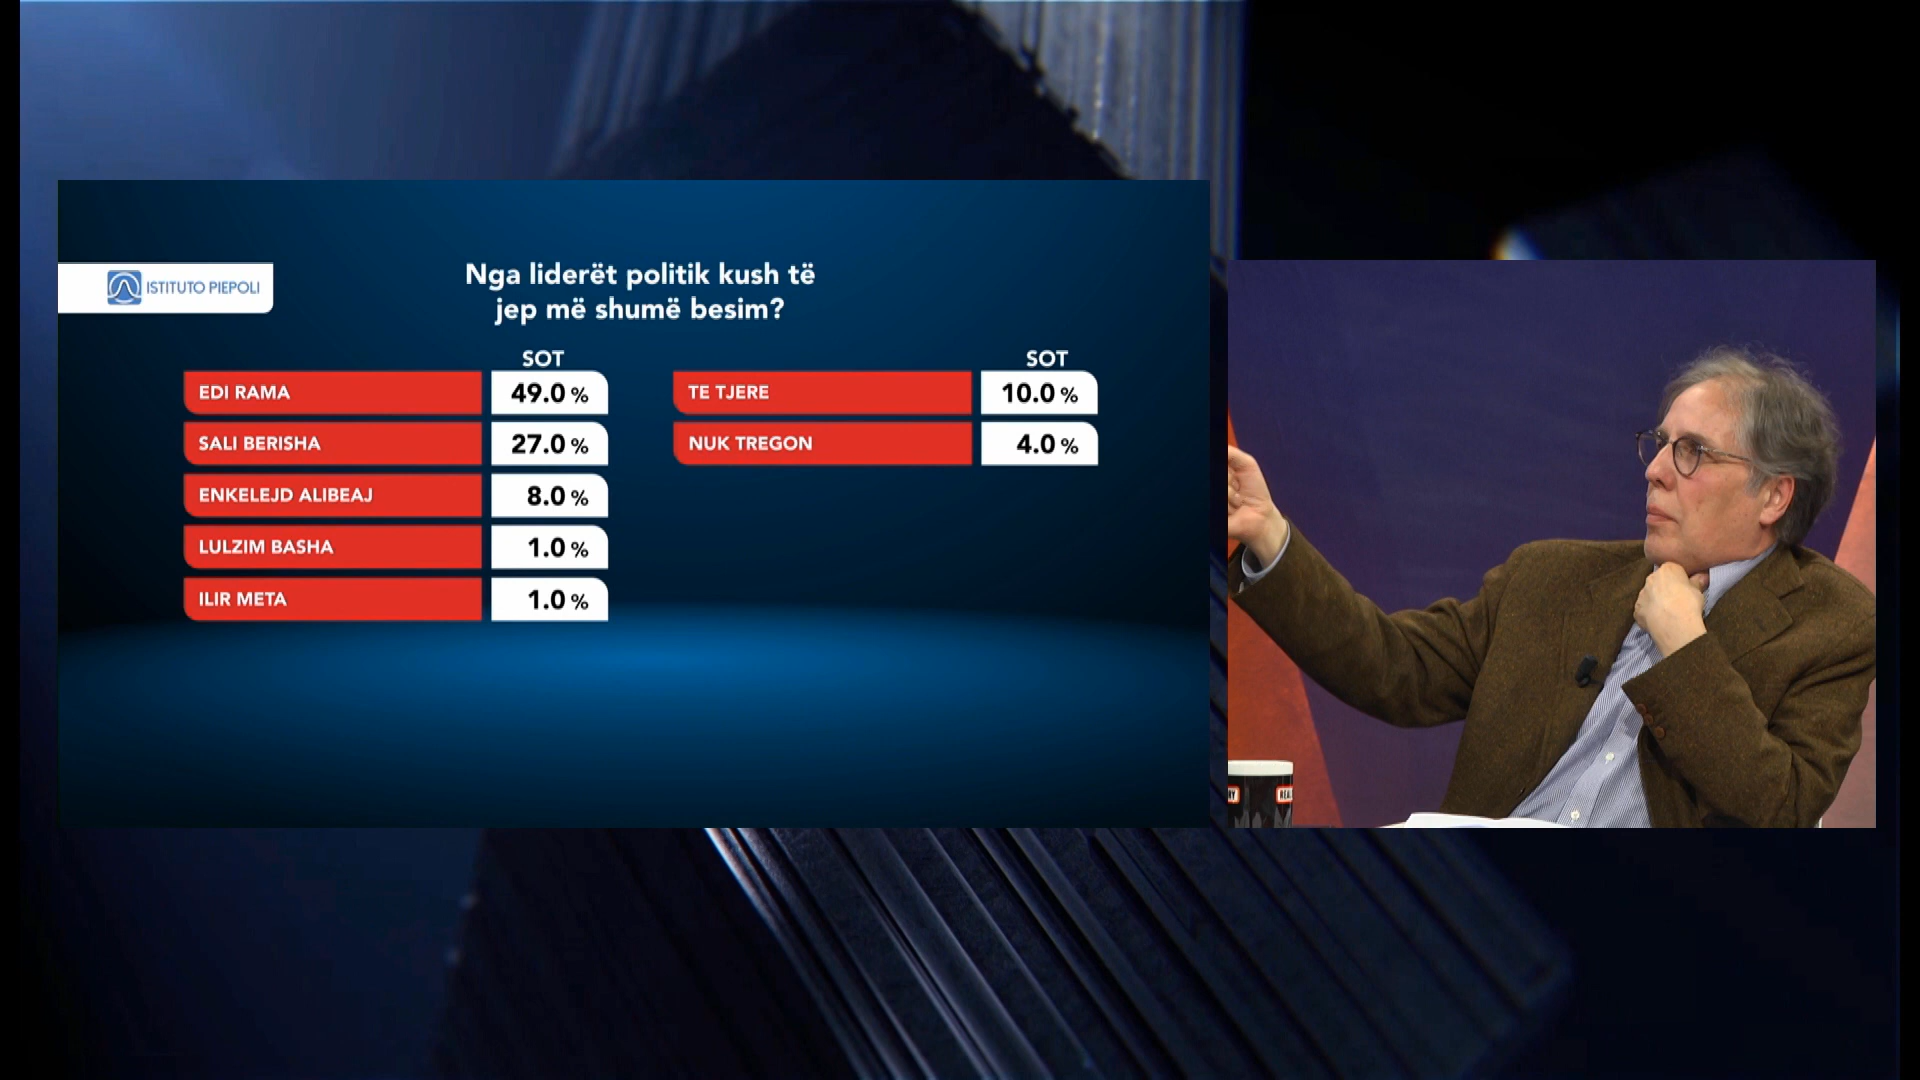 ISTITUTO PIEPOLI
Nga liderët politik kush të
jep më shumë besim?
SOT
EDI RAMA 49.0 %
SALI BERISHA 27.0 %
ENKELEJD ALIBEAJ 8.0 %
LULZIM BASHA 1.0 %
ILIR META 1.0 %
SOT
TE TJERE 10.0 %
NUK TREGON 4.0 %